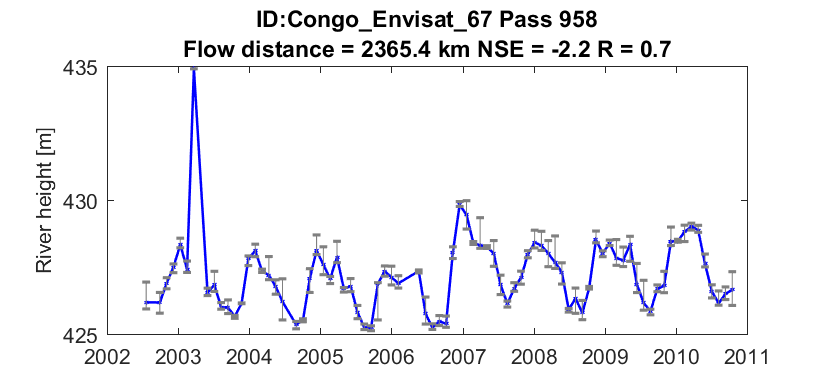 ID:Congo_Envisat_67 Pass 958
Flow distance = 2365.4 km NSE = -2.2 R = 0.7
435
430
425
River height [m]
2002 2003 2004 2005 2006 2007 2008 2009 2010 2011